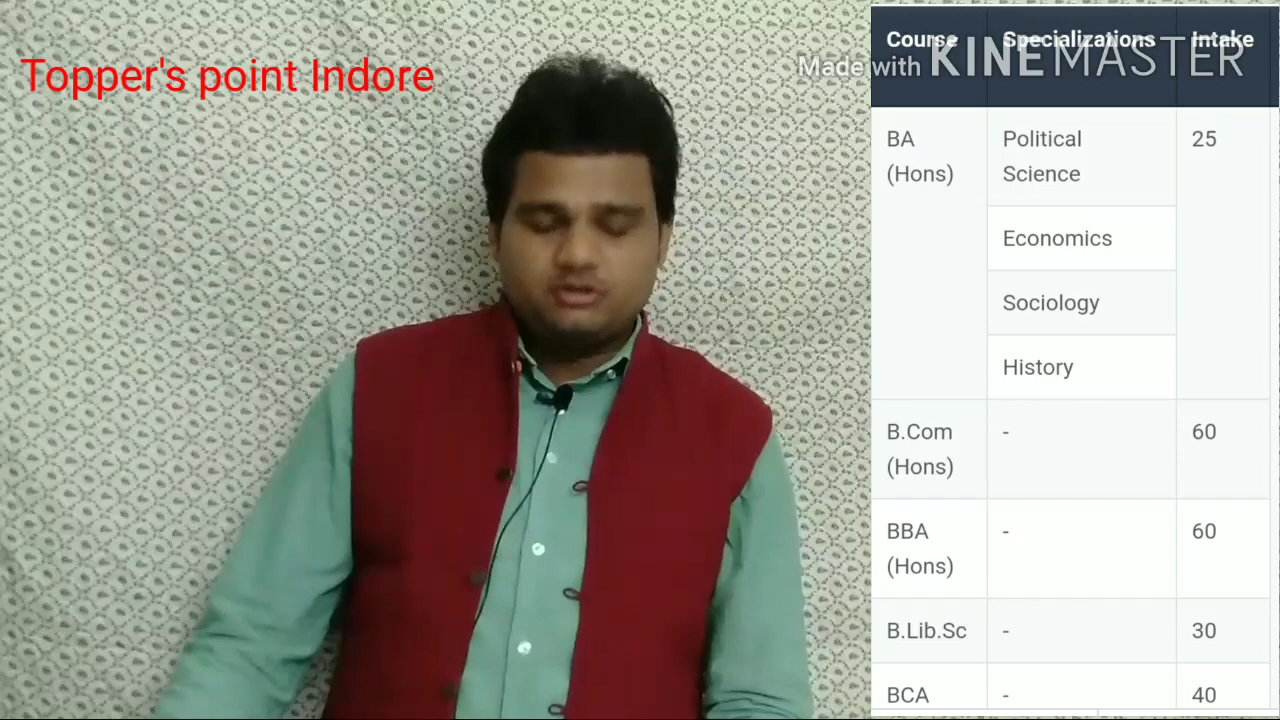 Topper's point Indore
Made with KINEMASTER
Course Specializations Intake
BA (Hons) Political Science 25
Economics
Sociology
History
B.Com (Hons) - 60
BBA (Hons) - 60
B.Lib.Sc - 30
BCA - 40